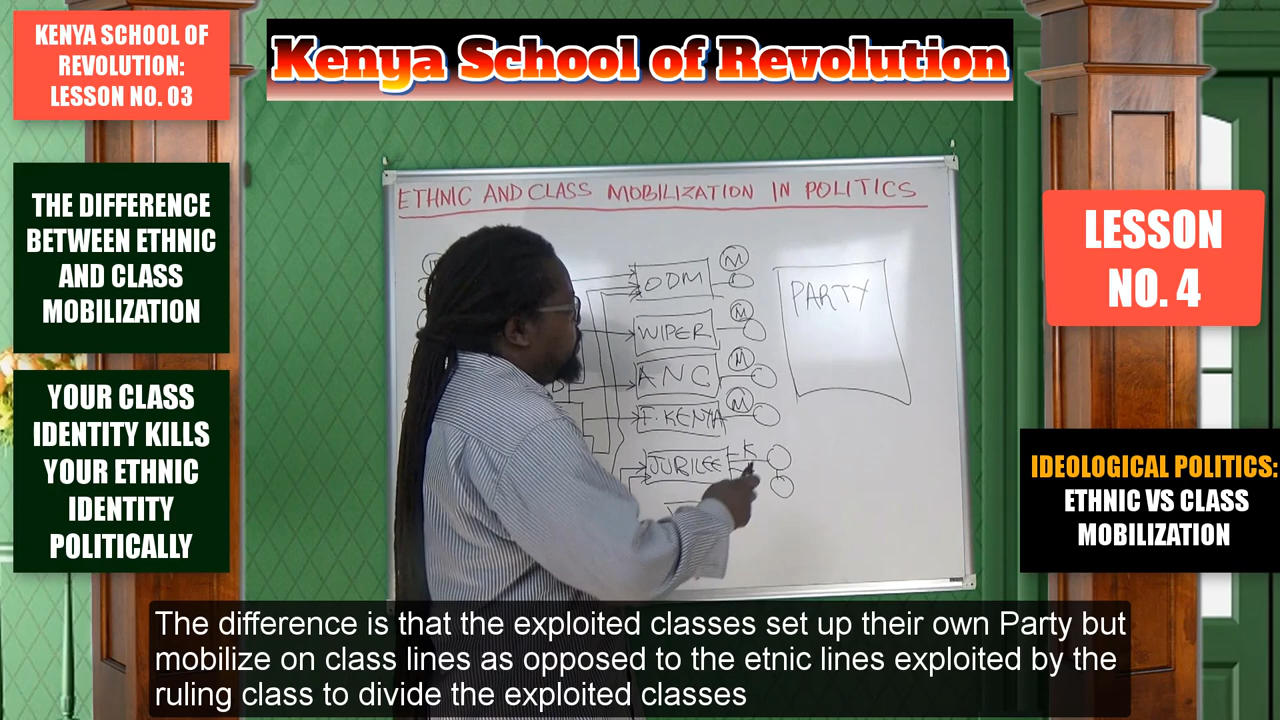 KENYA SCHOOL OF
REVOLUTION:
LESSON NO. 03
Kenya School of Revolution
THE DIFFERENCE
BETWEEN ETHNIC
AND CLASS
MOBILIZATION
YOUR CLASS
IDENTITY KILLS
YOUR ETHNIC
IDENTITY
POLITICALLY
ETHNIC AND CLASS MOBILIZATION IN POLITICS
M
ODM
M
WIPER
M
ANC
M
F. KENYA
K
JUBILEE
PARTY
LESSON
NO. 4
IDEOLOGICAL POLITICS:
ETHNIC VS CLASS
MOBILIZATION
The difference is that the exploited classes set up their own Party but
mobilize on class lines as opposed to the etnic lines exploited by the
ruling class to divide the exploited classes